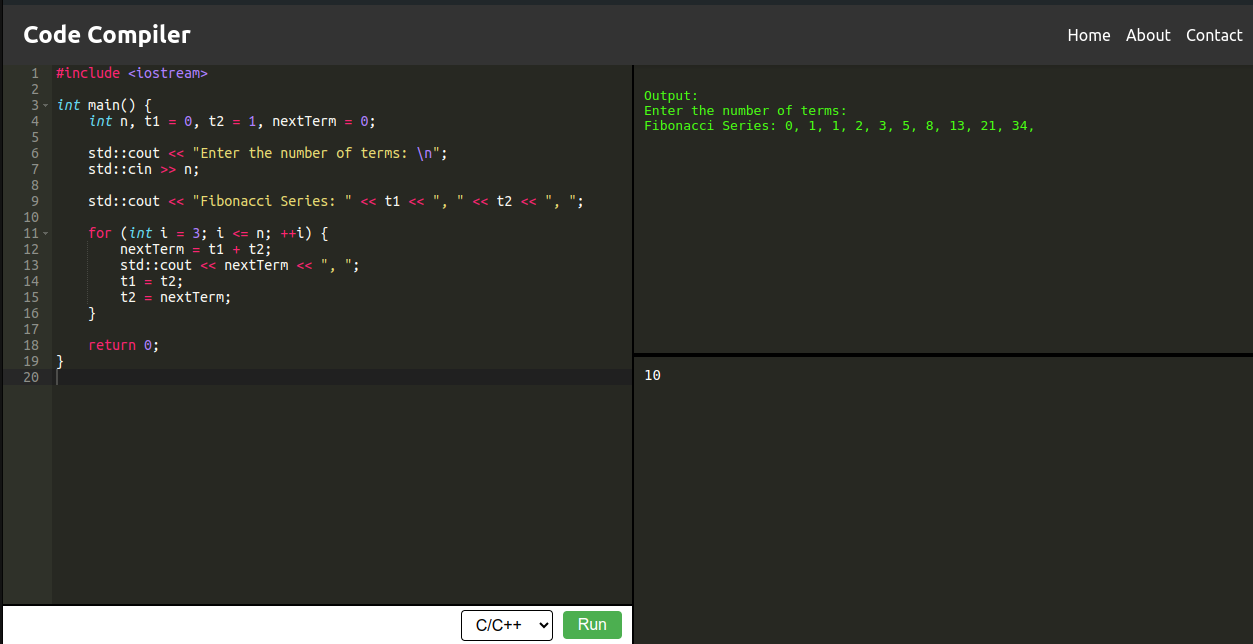 Code Compiler
Home About Contact
1 #include <iostream>
2
3 int main() {
4     int n, t1 = 0, t2 = 1, nextTerm = 0;
5
6     std::cout << "Enter the number of terms: \n";
7     std::cin >> n;
8
9     std::cout << "Fibonacci Series: " << t1 << ", " << t2 << ", ";
10
11     for (int i = 3; i <= n; ++i) {
12         nextTerm = t1 + t2;
13         std::cout << nextTerm << ", ";
14         t1 = t2;
15         t2 = nextTerm;
16     }
17
18     return 0;
19 }
20
C/C++ Run
Output:
Enter the number of terms:
Fibonacci Series: 0, 1, 1, 2, 3, 5, 8, 13, 21, 34,
10